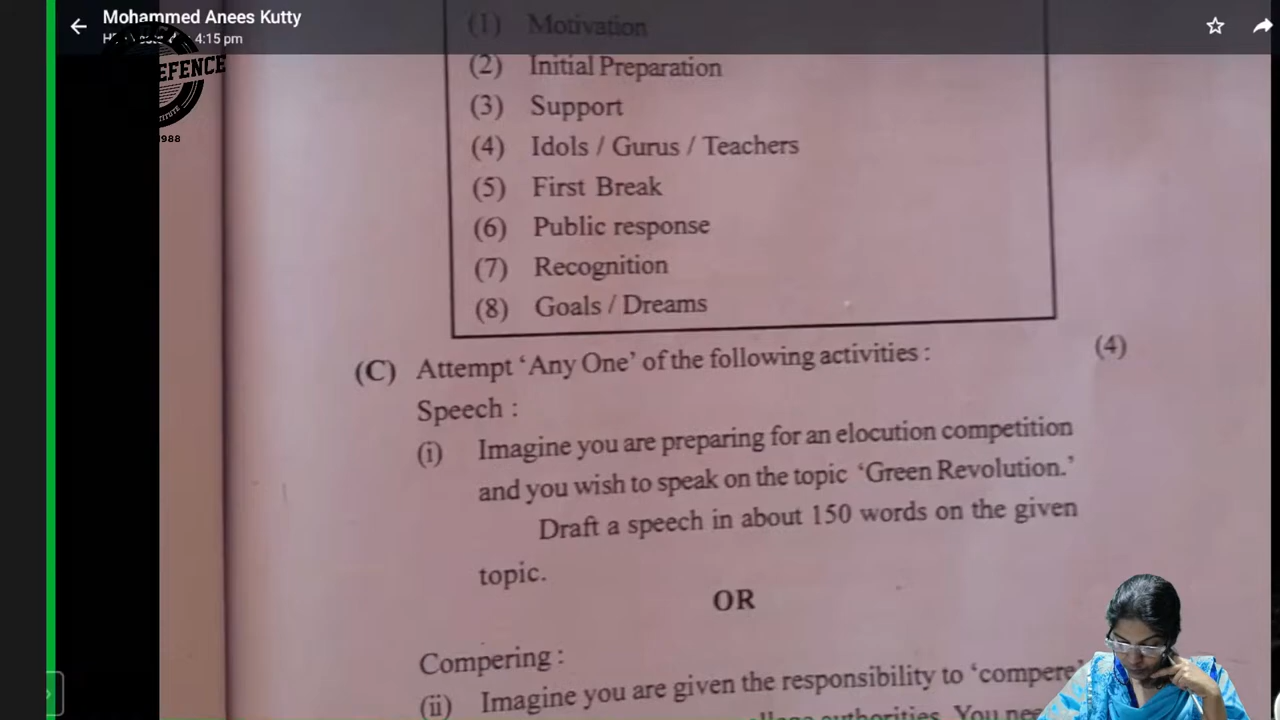 Mohammed Anees Kutty
4:15 pm
EFENCE
1988
(1) Motivation
(2) Initial Preparation
(3) Support
(4) Idols / Gurus / Teachers
(5) First Break
(6) Public response
(7) Recognition
(8) Goals / Dreams
(C) Attempt ‘Any One’ of the following activities : (4)
Speech :
(i) Imagine you are preparing for an elocution competition
and you wish to speak on the topic ‘Green Revolution.’
Draft a speech in about 150 words on the given
topic.
OR
Compering :
(ii) Imagine you are given the responsibility to ‘compere’
authorities. You